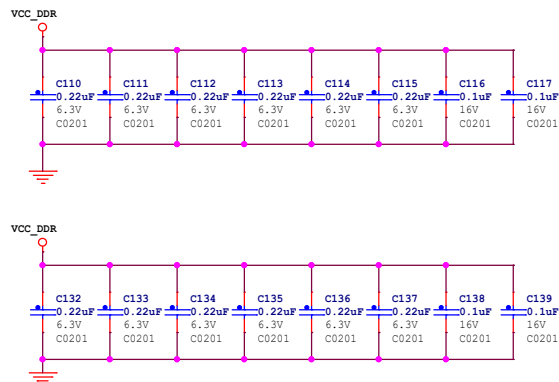 VCC_DDR
C110 C111 C112 C113 C114 C115 C116 C117
0.22uF 0.22uF 0.22uF 0.22uF 0.22uF 0.22uF 0.1uF 0.1uF
6.3V 6.3V 6.3V 6.3V 6.3V 6.3V 16V 16V
C0201 C0201 C0201 C0201 C0201 C0201 C0201 C0201
VCC_DDR
C132 C133 C134 C135 C136 C137 C138 C139
0.22uF 0.22uF 0.22uF 0.22uF 0.22uF 0.22uF 0.1uF 0.1uF
6.3V 6.3V 6.3V 6.3V 6.3V 6.3V 16V 16V
C0201 C0201 C0201 C0201 C0201 C0201 C0201 C0201